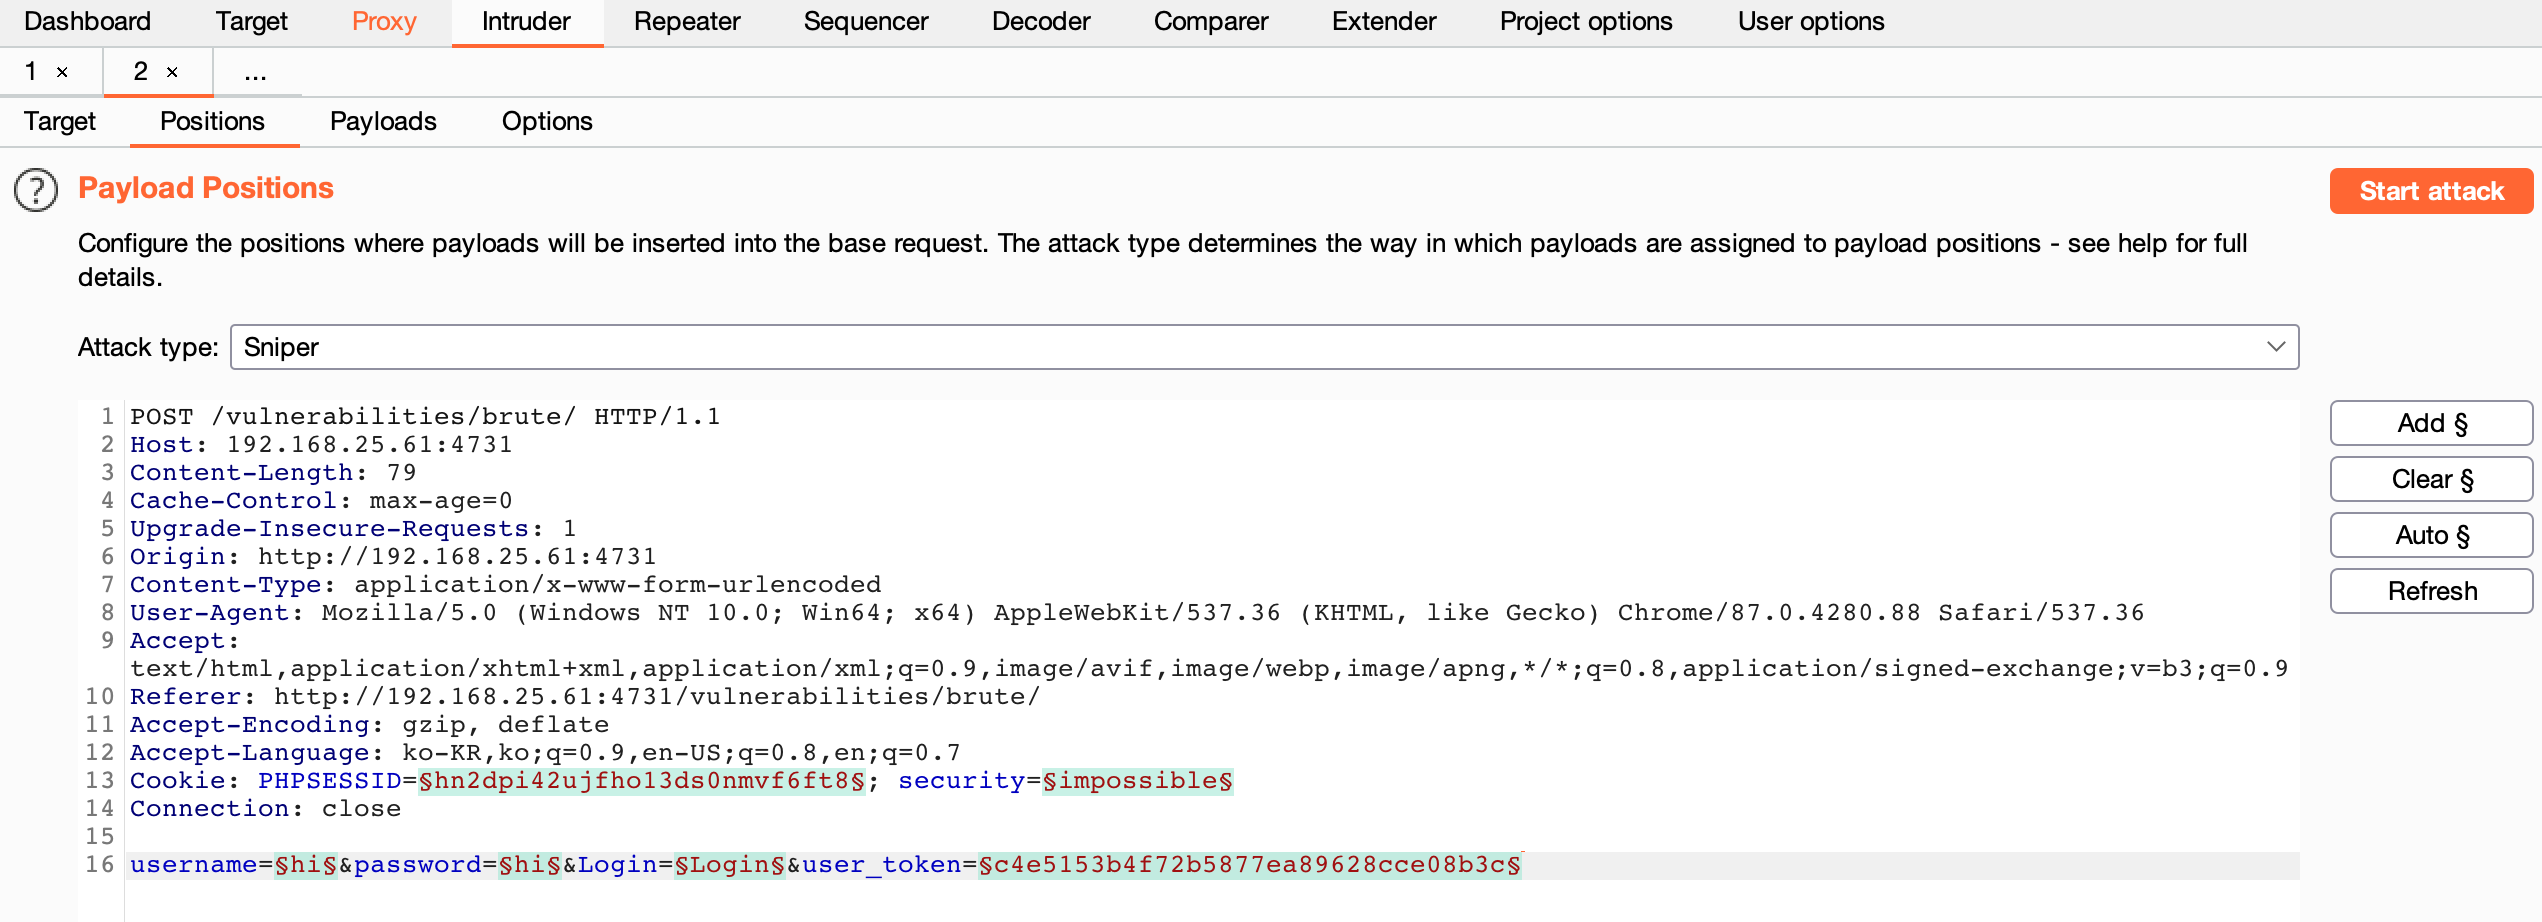 Dashboard Target Proxy Intruder Repeater Sequencer Decoder Comparer Extender Project options User options
1 × 2 × ...
Target Positions Payloads Options
? Payload Positions Start attack
Configure the positions where payloads will be inserted into the base request. The attack type determines the way in which payloads are assigned to payload positions - see help for full
details.
Attack type: Sniper
Add §
Clear §
Auto §
Refresh
1 POST /vulnerabilities/brute/ HTTP/1.1
2 Host: 192.168.25.61:4731
3 Content-Length: 79
4 Cache-Control: max-age=0
5 Upgrade-Insecure-Requests: 1
6 Origin: http://192.168.25.61:4731
7 Content-Type: application/x-www-form-urlencoded
8 User-Agent: Mozilla/5.0 (Windows NT 10.0; Win64; x64) AppleWebKit/537.36 (KHTML, like Gecko) Chrome/87.0.4280.88 Safari/537.36
9 Accept:
text/html,application/xhtml+xml,application/xml;q=0.9,image/avif,image/webp,image/apng,*/*;q=0.8,application/signed-exchange;v=b3;q=0.9
10 Referer: http://192.168.25.61:4731/vulnerabilities/brute/
11 Accept-Encoding: gzip, deflate
12 Accept-Language: ko-KR,ko;q=0.9,en-US;q=0.8,en;q=0.7
13 Cookie: PHPSESSID=§hn2dpi42ujfho13ds0nmvf6ft8§; security=§impossible§
14 Connection: close
15
16 username=§hi§&password=§hi§&Login=§Login§&user_token=§c4e5153b4f72b5877ea89628cce08b3c§